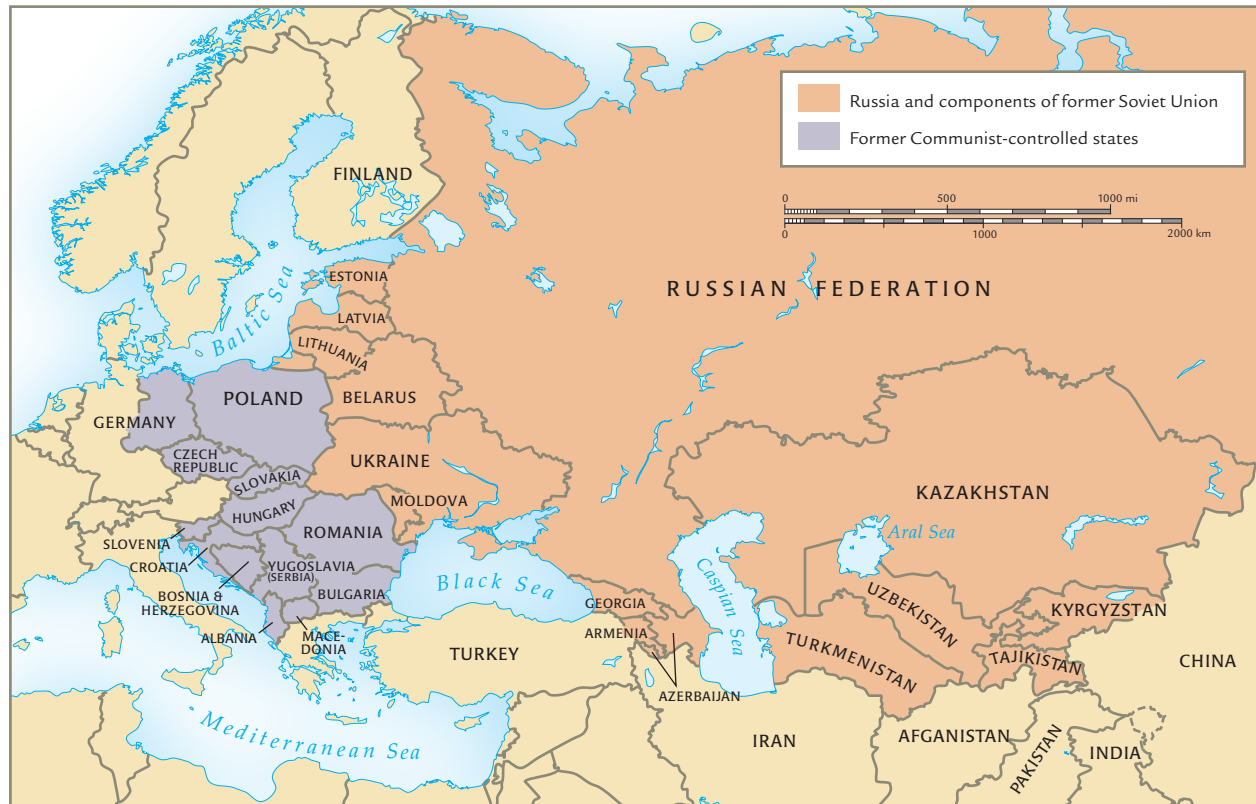 Russia and components of former Soviet Union
Former Communist-controlled states
0 500 1000 mi
0 1000 2000 km
FINLAND
Baltic Sea
ESTONIA
LATVIA
LITHUANIA
RUSSIAN FEDERATION
POLAND
BELARUS
GERMANY
CZECH
REPUBLIC
SLOVAKIA
UKRAINE
MOLDOVA
KAZAKHSTAN
HUNGARY
ROMANIA
Aral Sea
SLOVENIA
CROATIA
YUGOSLAVIA
(SERBIA)
BOSNIA &
HERZEGOVINA
BULGARIA
Black Sea
Caspian Sea
GEORGIA
UZBEKISTAN
KYRGYZSTAN
ALBANIA
MACE-
DONIA
ARMENIA
TURKEY
TURKMENISTAN
TAJIKISTAN
CHINA
AZERBAIJAN
Mediterranean Sea
IRAN
AFGANISTAN
PAKISTAN
INDIA